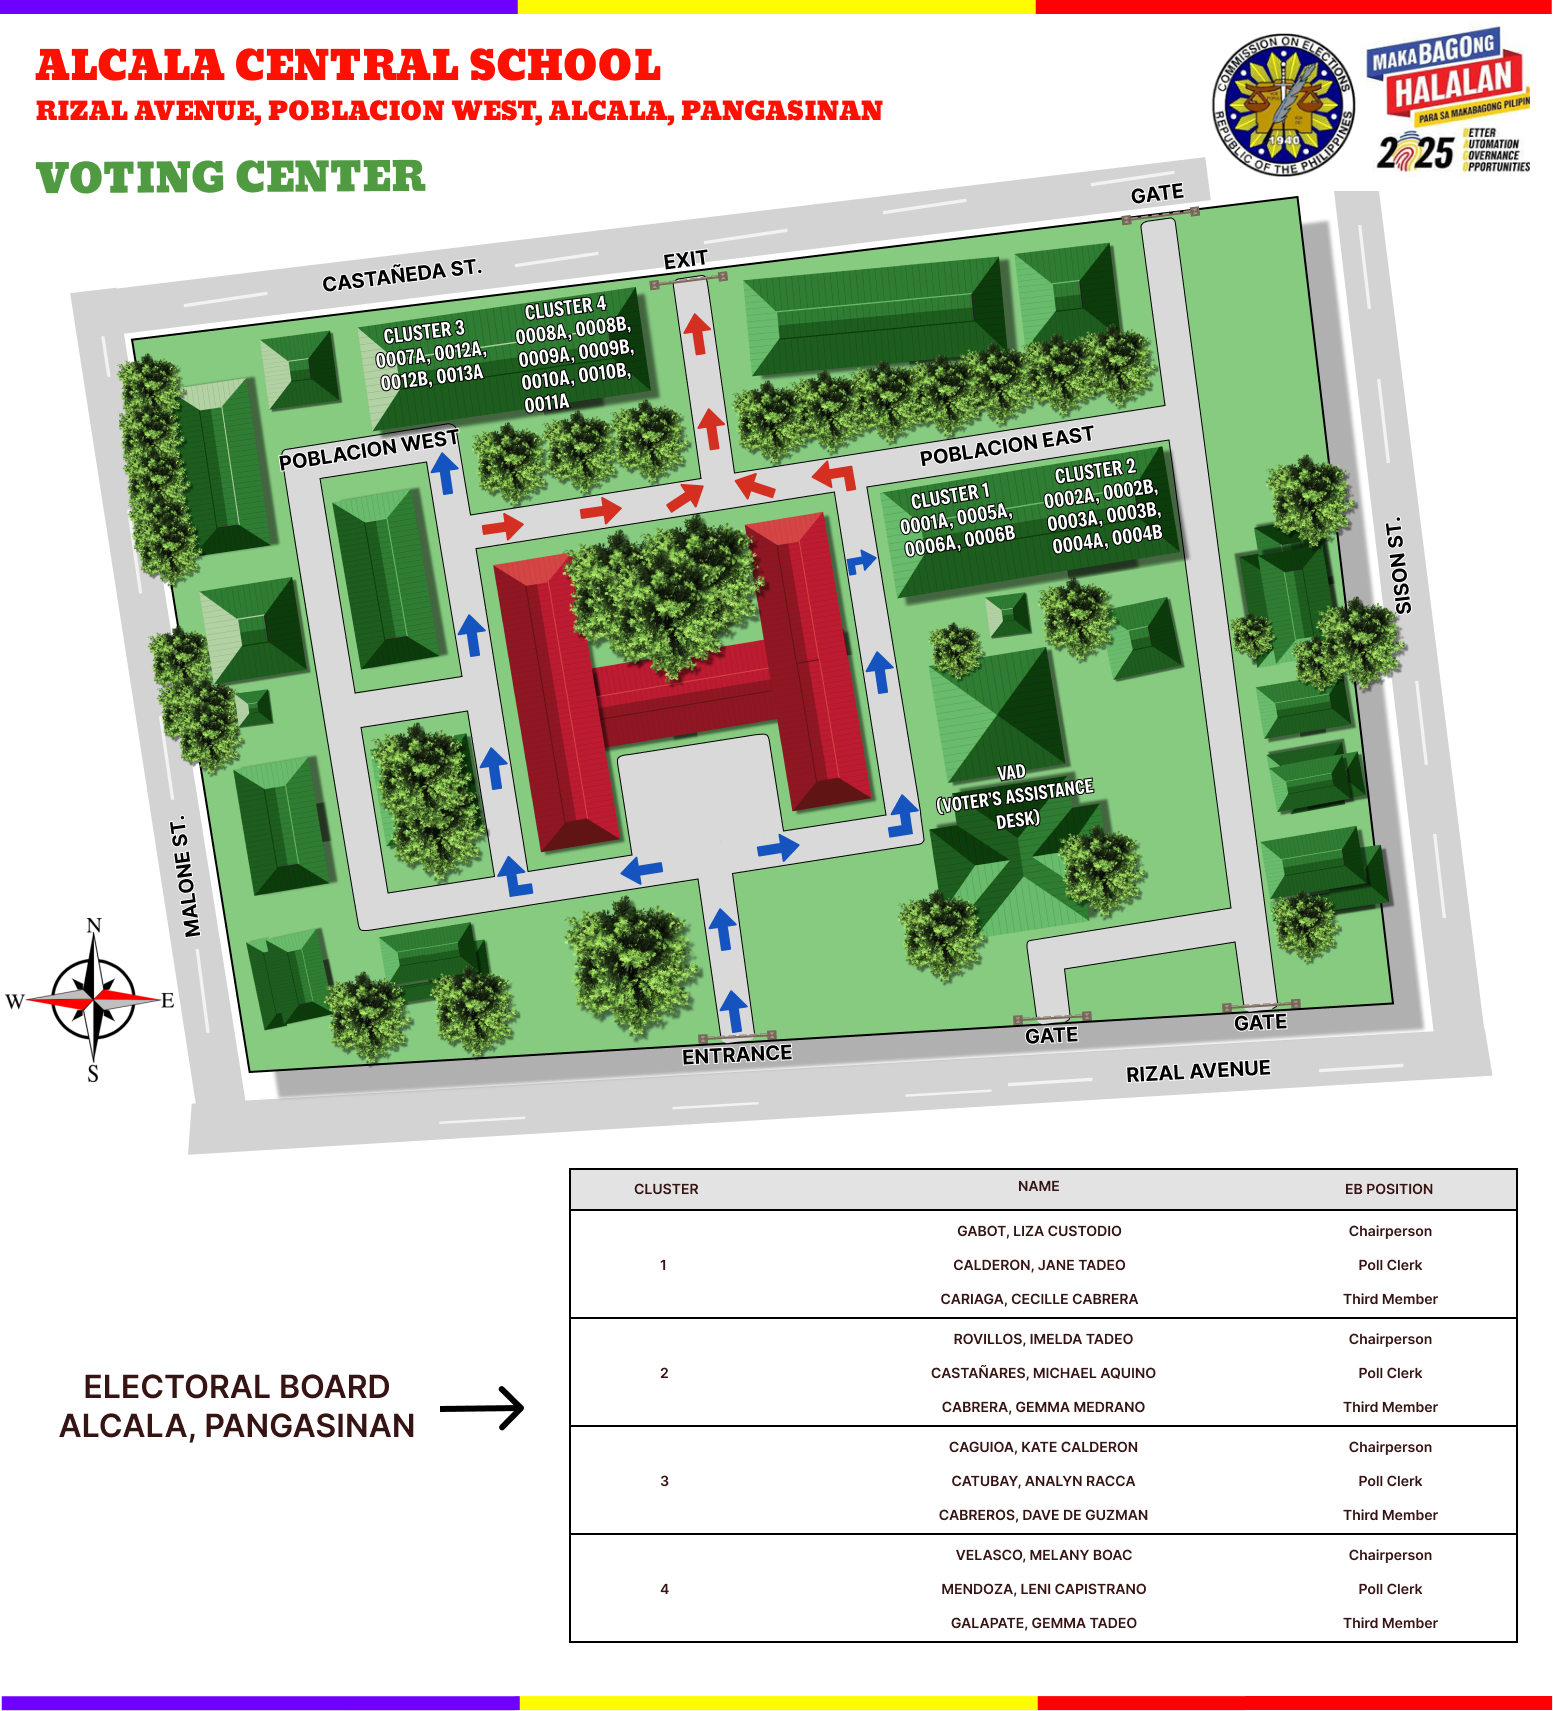 ALCALA CENTRAL SCHOOL
RIZAL AVENUE, POBLACION WEST, ALCALA, PANGASINAN
VOTING CENTER
COMMISSION ON ELECTIONS
1940
REPUBLIC OF THE PHILIPPINES
MAKABAGONG
HALALAN
PARA SA MAKABAGONG PILIPIN
2025
BETTER
AUTOMATION
GOVERNANCE
OPPORTUNITIES
GATE
EXIT
CASTAÑEDA ST.
CLUSTER 3
0007A, 0012A,
0012B, 0013A
CLUSTER 4
0008A, 0008B,
0009A, 0009B,
0010A, 0010B,
0011A
POBLACION WEST
POBLACION EAST
CLUSTER 1
0001A, 0005A,
0006A, 0006B
CLUSTER 2
0002A, 0002B,
0003A, 0003B,
0004A, 0004B
SISON ST.
VAD
(VOTER'S ASSISTANCE
DESK)
MALONE ST.
N
W
E
S
ENTRANCE
GATE
GATE
RIZAL AVENUE
ELECTORAL BOARD
ALCALA, PANGASINAN
CLUSTER NAME EB POSITION
GABOT, LIZA CUSTODIO Chairperson
1 CALDERON, JANE TADEO Poll Clerk
CARIAGA, CECILLE CABRERA Third Member
ROVILLOS, IMELDA TADEO Chairperson
2 CASTAÑARES, MICHAEL AQUINO Poll Clerk
CABRERA, GEMMA MEDRANO Third Member
CAGUIOA, KATE CALDERON Chairperson
3 CATUBAY, ANALYN RACCA Poll Clerk
CABREROS, DAVE DE GUZMAN Third Member
VELASCO, MELANY BOAC Chairperson
4 MENDOZA, LENI CAPISTRANO Poll Clerk
GALAPATE, GEMMA TADEO Third Member